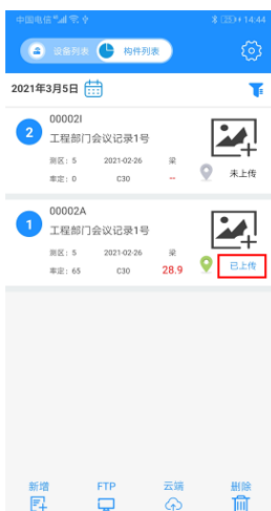 中国电信 14:44
设备列表 构件列表
2021年3月5日
2 00002I
工程部门会议记录1号
测区：5 2021-02-26 梁
率定：0 C30 -- 未上传
1 00002A
工程部门会议记录1号
测区：5 2021-02-26 梁
率定：65 C30 28.9 已上传
新增 FTP 云端 删除